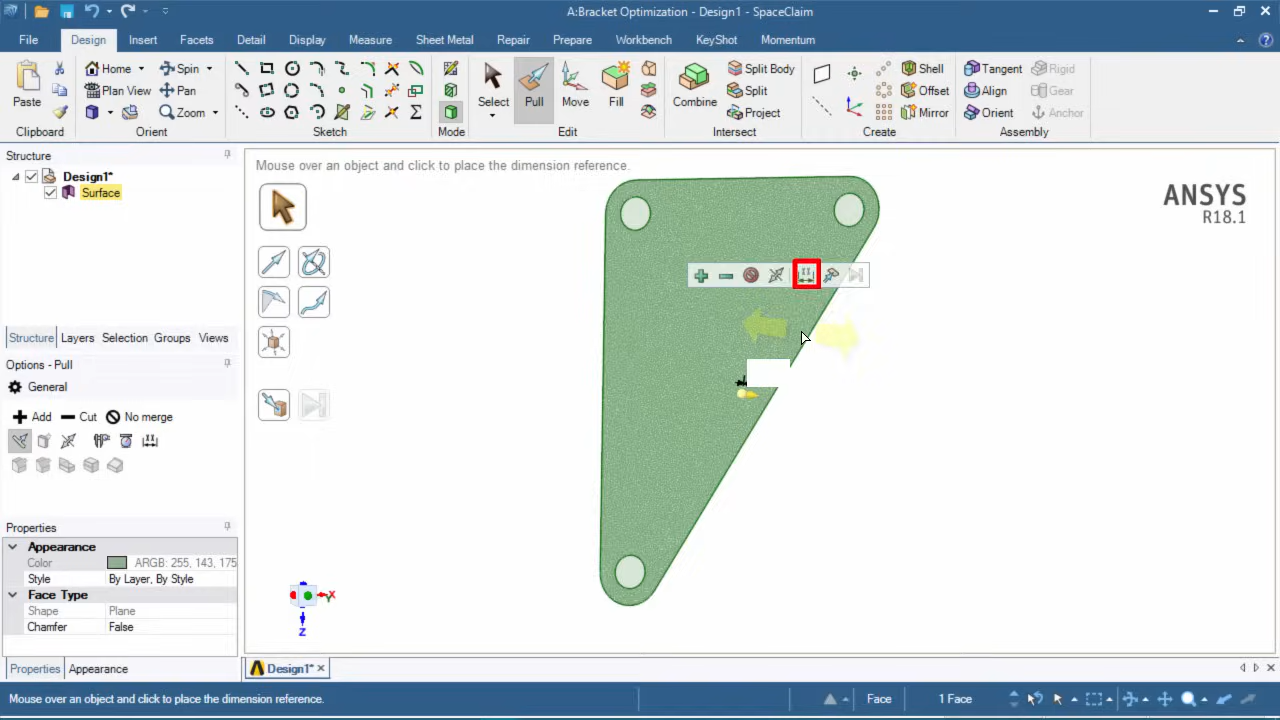 A:Bracket Optimization - Design1 - SpaceClaim
File Design Insert Facets Detail Display Measure Sheet Metal Repair Prepare Workbench KeyShot Momentum
Paste
Home
Plan View
Spin
Pan
Zoom
Select
Pull
Move
Fill
Combine
Split Body
Split
Project
Shell
Offset
Mirror
Tangent
Align
Orient
Rigid
Gear
Anchor
Clipboard Orient Sketch Mode Edit Intersect Create Assembly
Structure
Design1*
Surface
Structure Layers Selection Groups Views
Options - Pull
General
Add Cut No merge
Properties
Appearance
Color ARGB: 255, 143, 175
Style By Layer, By Style
Face Type
Shape Plane
Chamfer False
Properties Appearance
Mouse over an object and click to place the dimension reference.
ANSYS
R18.1
X
Y
Z
Design1*
Mouse over an object and click to place the dimension reference.
Face
1 Face